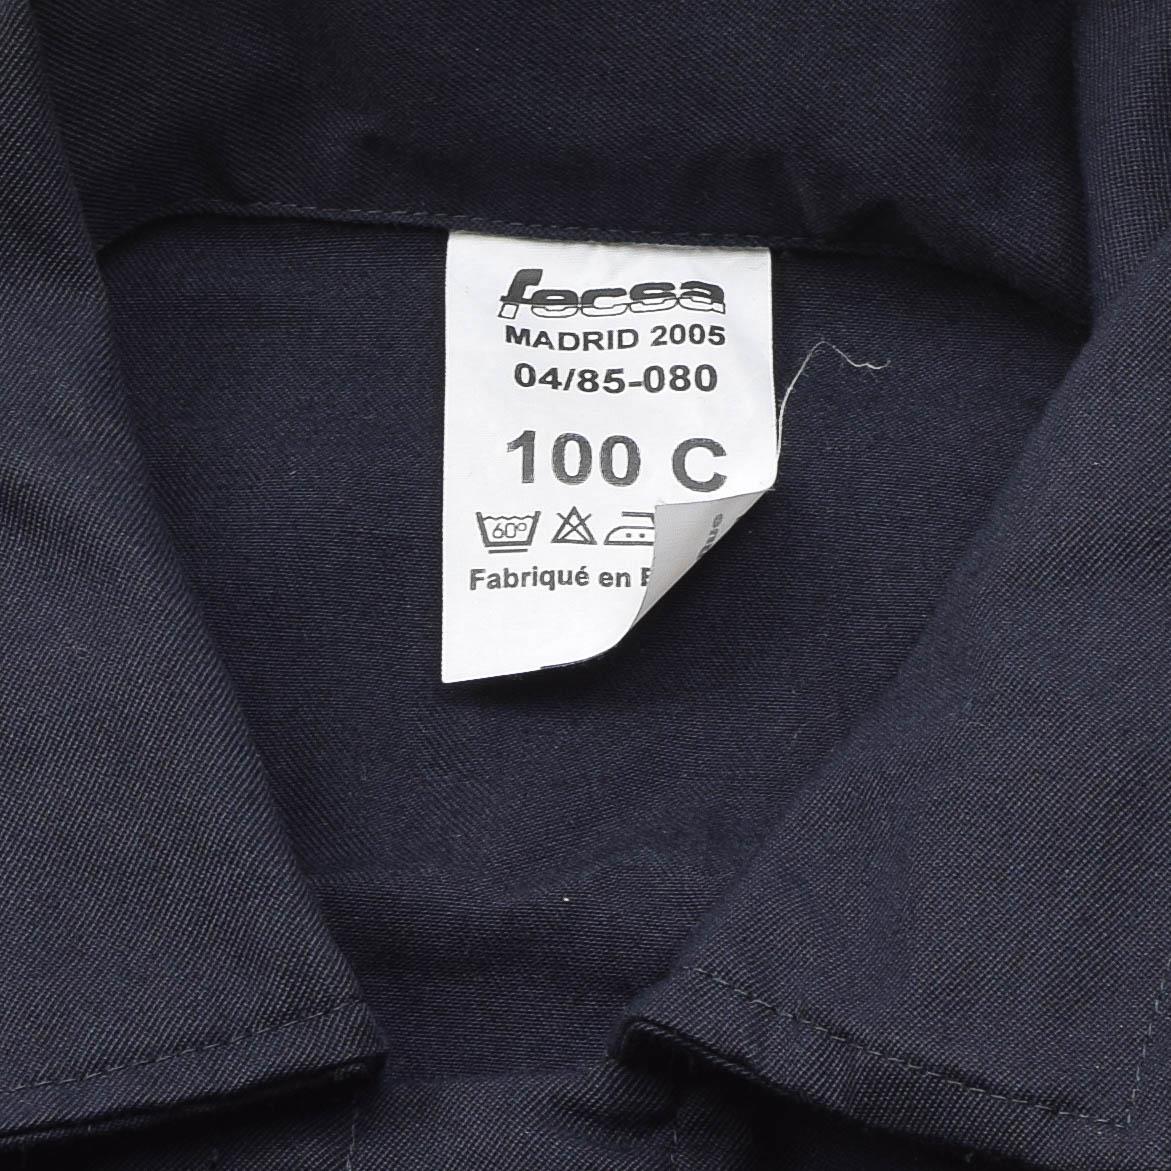 fecsa
MADRID 2005
04/85-080
100 C
60°
Fabriqué en